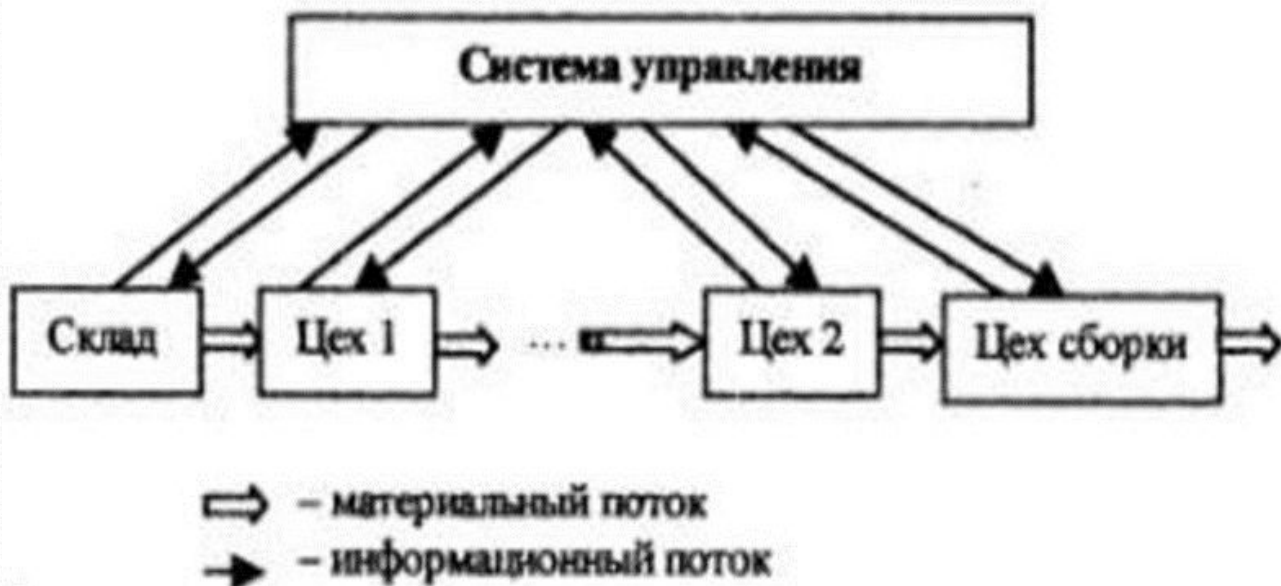 Система управления
Склад
Цех 1
...
Цех 2
Цех сборки
– материальный поток
– информационный поток